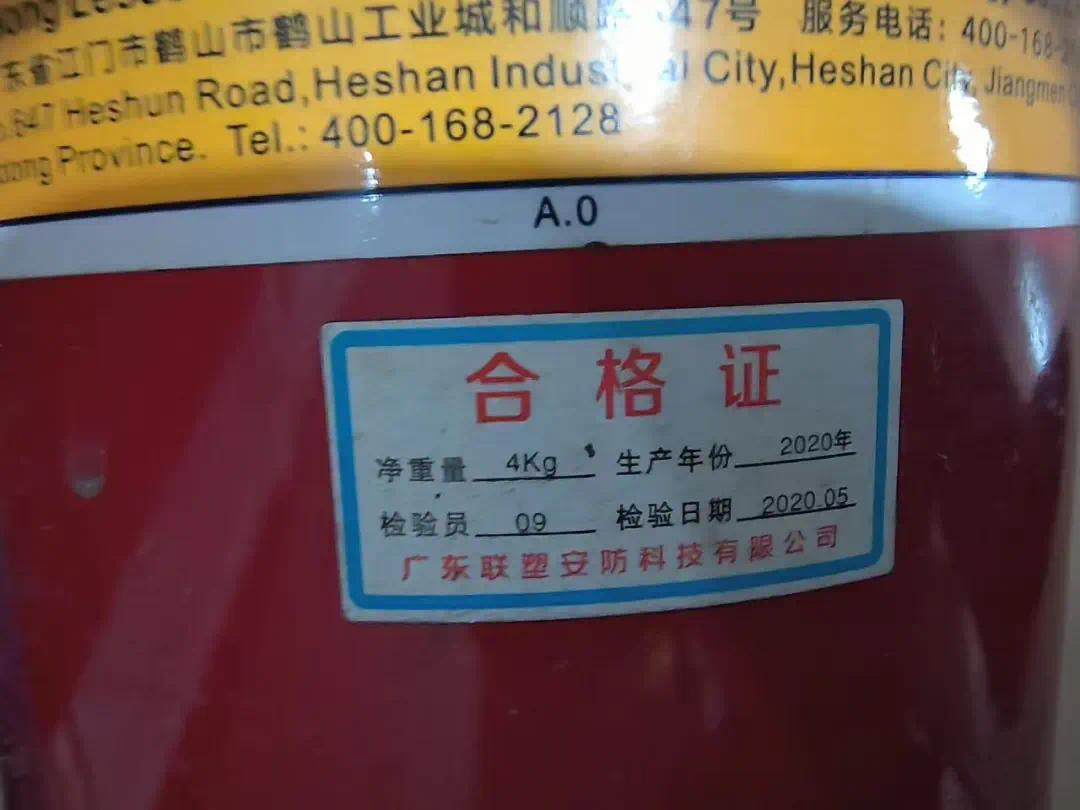 东省江门市鹤山市鹤山工业城和顺路 47号 服务电话: 400-168-
.647 Heshun Road,Heshan Industrial City,Heshan City, Jiangmen
Province. Tel.: 400-168-2128
A.0
合格证
净重量 4Kg 生产年份 2020年
检验员 09 检验日期 2020.05
广东联塑安防科技有限公司